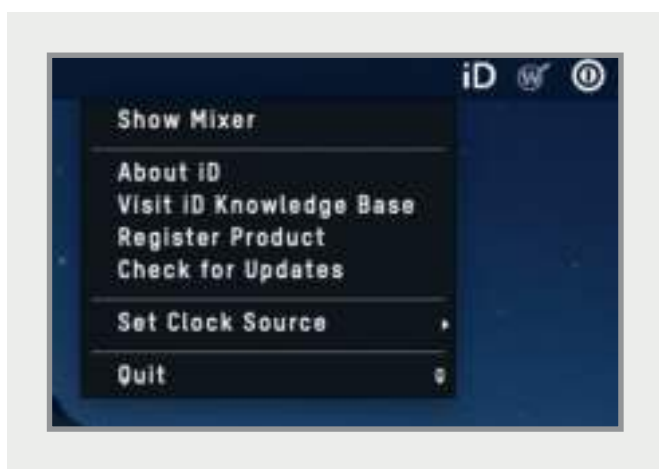 iD
Show Mixer
About iD
Visit iD Knowledge Base
Register Product
Check for Updates
Set Clock Source
Quit